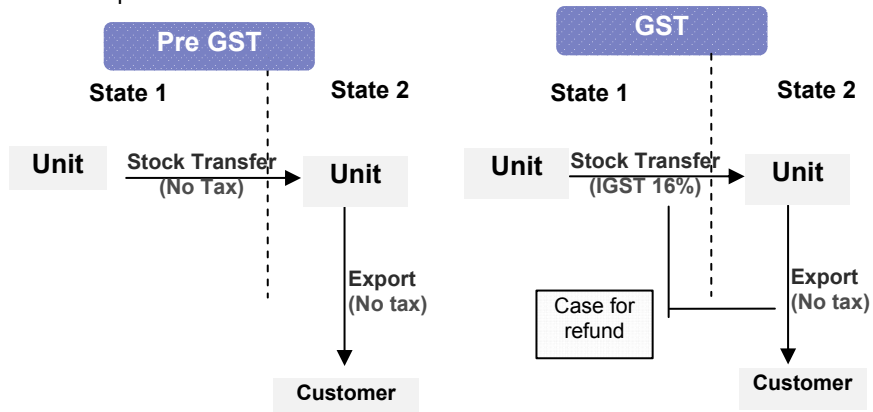 Pre GST
State 1
State 2
Unit
Stock Transfer
(No Tax)
Unit
Export
(No tax)
Customer
GST
State 1
State 2
Unit
Stock Transfer
(IGST 16%)
Unit
Case for
refund
Export
(No tax)
Customer